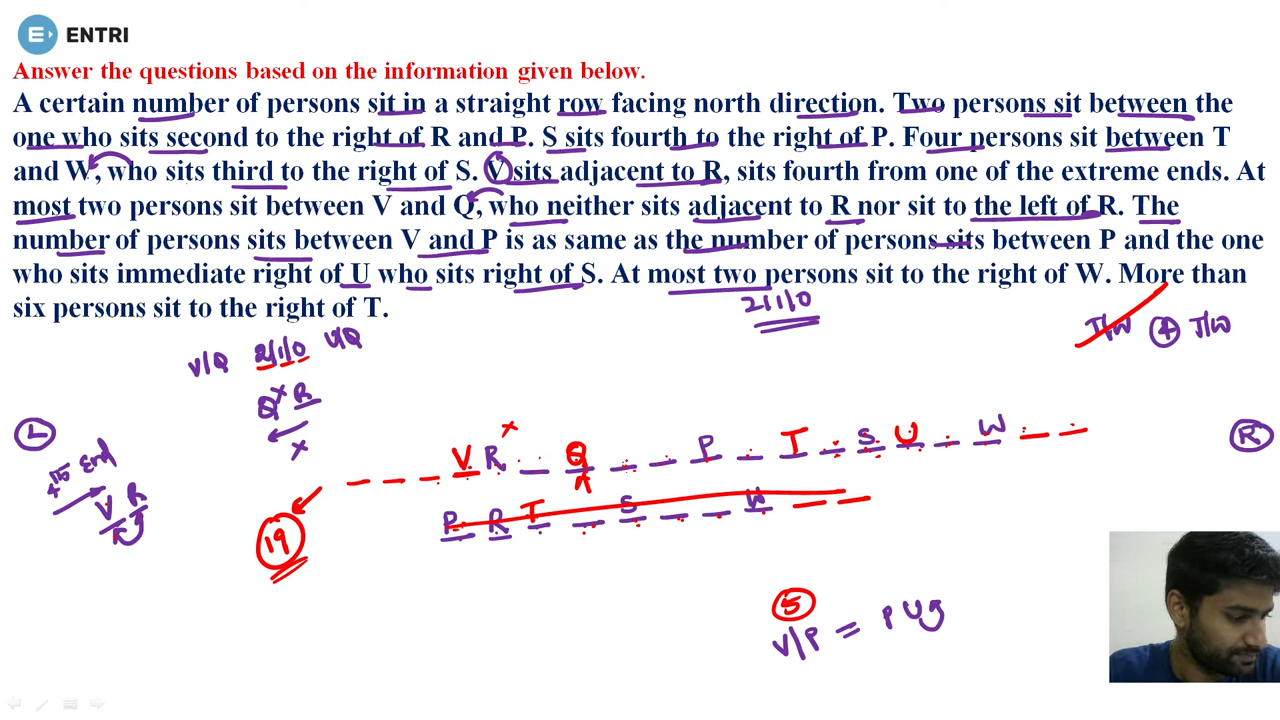 ENTRI
Answer the questions based on the information given below.
A certain number of persons sit in a straight row facing north direction. Two persons sit between the
one who sits second to the right of R and P. S sits fourth to the right of P. Four persons sit between T
and W, who sits third to the right of S. V sits adjacent to R, sits fourth from one of the extreme ends. At
most two persons sit between V and Q, who neither sits adjacent to R nor sit to the left of R. The
number of persons sits between V and P is as same as the number of persons sits between P and the one
who sits immediate right of U who sits right of S. At most two persons sit to the right of W. More than
six persons sit to the right of T.
2/1/0
T/W 4 T/W
V/Q 2/1/0 V/Q
Q R
L R
4th End
V R
V R Q P T S U W
P R T S W
19
5
V/P = P U